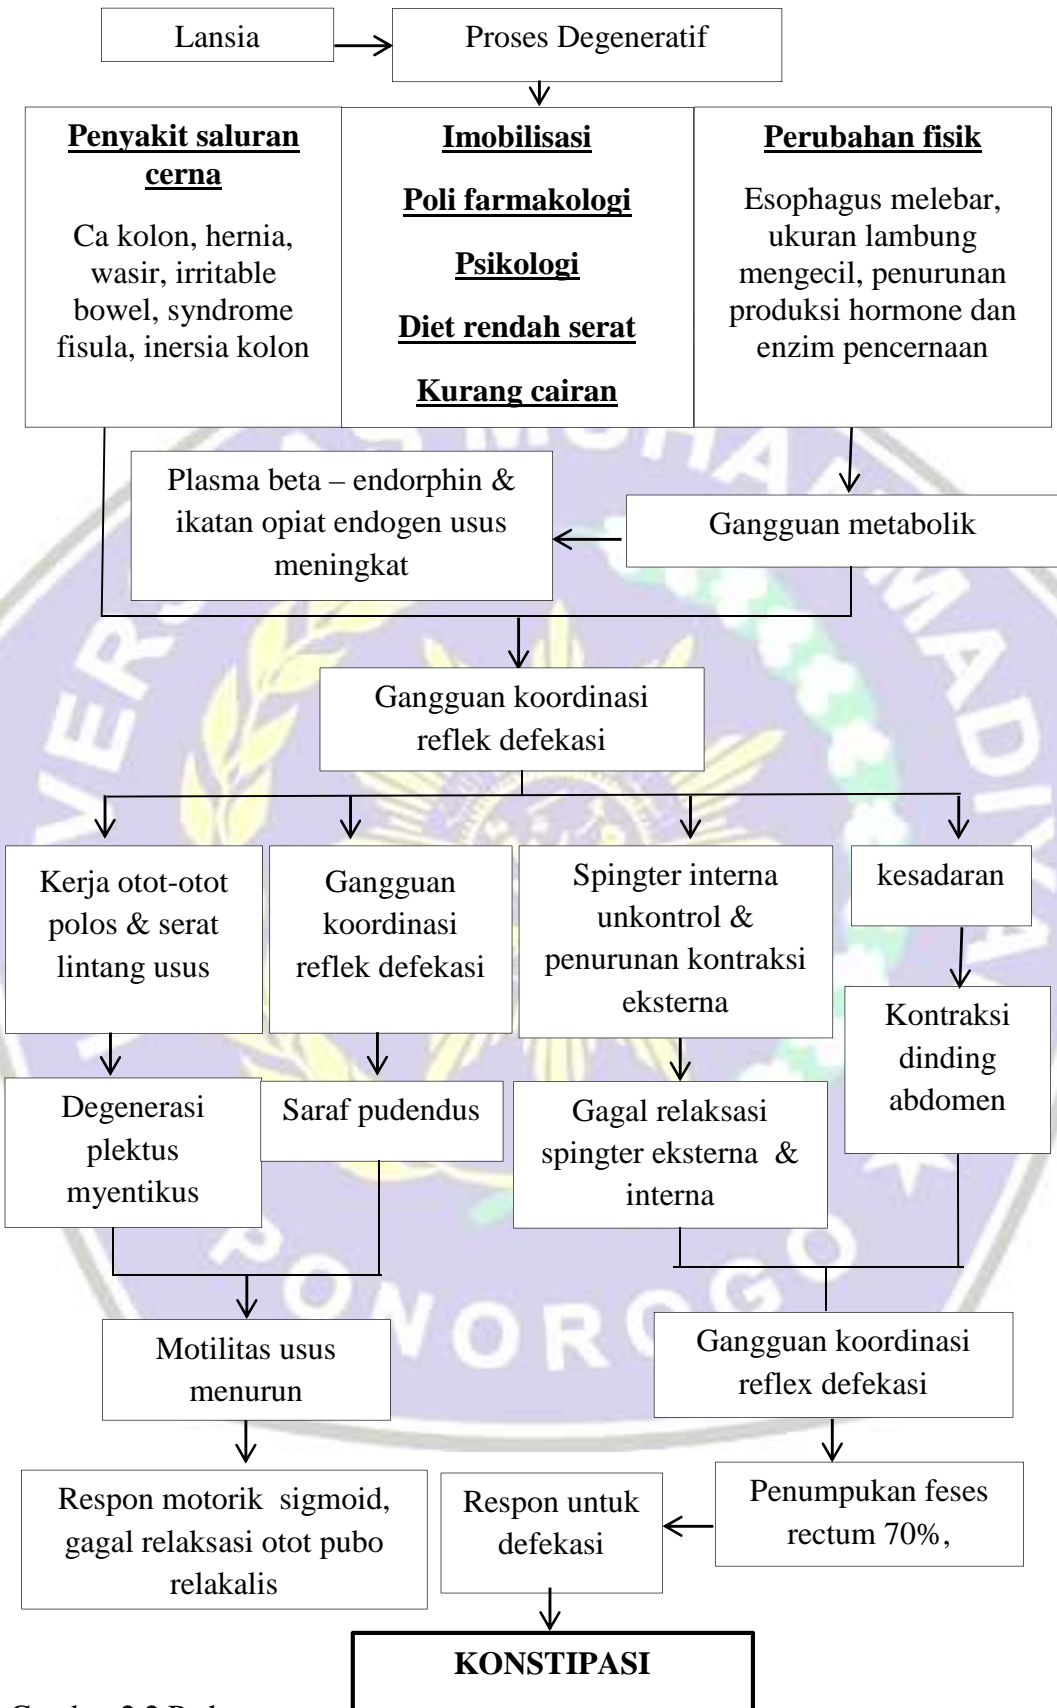 Lansia
Proses Degeneratif
Penyakit saluran
cerna
Ca kolon, hernia,
wasir, irritable
bowel, syndrome
fisula, inersia kolon
Imobilisasi
Poli farmakologi
Psikologi
Diet rendah serat
Kurang cairan
Perubahan fisik
Esophagus melebar,
ukuran lambung
mengecil, penurunan
produksi hormone dan
enzim pencernaan
Plasma beta – endorphin &
ikatan opiat endogen usus
meningkat
Gangguan metabolik
Gangguan koordinasi
reflek defekasi
Kerja otot-otot
polos & serat
lintang usus
Gangguan
koordinasi
reflek defekasi
Spingter interna
unkontrol &
penurunan kontraksi
eksterna
kesadaran
Kontraksi
dinding
abdomen
Degenerasi
plektus
myentikus
Saraf pudendus
Gagal relaksasi
spingter eksterna &
interna
Motilitas usus
menurun
Gangguan koordinasi
reflex defekasi
Respon motorik sigmoid,
gagal relaksasi otot pubo
relakalis
Respon untuk
defekasi
Penumpukan feses
rectum 70%,
KONSTIPASI
PONOROGO